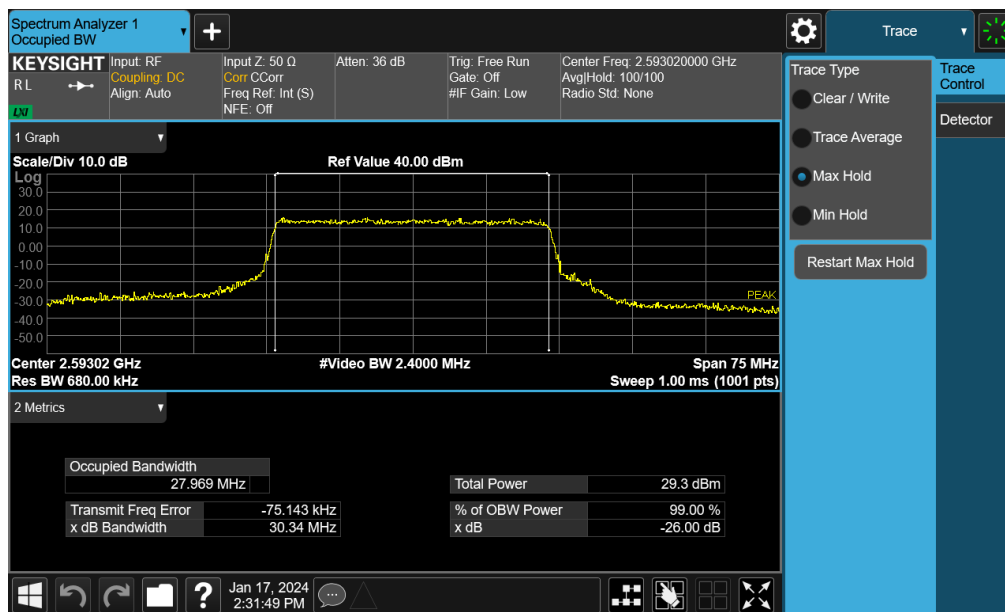 Spectrum Analyzer 1
Occupied BW
Trace
KEYSIGHT
R L
LXI
Input: RF
Coupling: DC
Align: Auto
Input Z: 50 Ω
Corr CCorr
Freq Ref: Int (S)
NFE: Off
Atten: 36 dB
Trig: Free Run
Gate: Off
#IF Gain: Low
Center Freq: 2.593020000 GHz
Avg|Hold: 100/100
Radio Std: None
Trace Type
Clear / Write
Trace Average
Max Hold
Min Hold
Restart Max Hold
Trace
Control
Detector
1 Graph
Scale/Div 10.0 dB
Ref Value 40.00 dBm
Log
30.0
20.0
10.0
0.00
-10.0
-20.0
-30.0
-40.0
-50.0
PEAK
Center 2.59302 GHz
#Video BW 2.4000 MHz
Span 75 MHz
Res BW 680.00 kHz
Sweep 1.00 ms (1001 pts)
2 Metrics
Occupied Bandwidth
27.969 MHz
Total Power 29.3 dBm
Transmit Freq Error -75.143 kHz
% of OBW Power 99.00 %
x dB Bandwidth 30.34 MHz
x dB -26.00 dB
?
Jan 17, 2024
2:31:49 PM